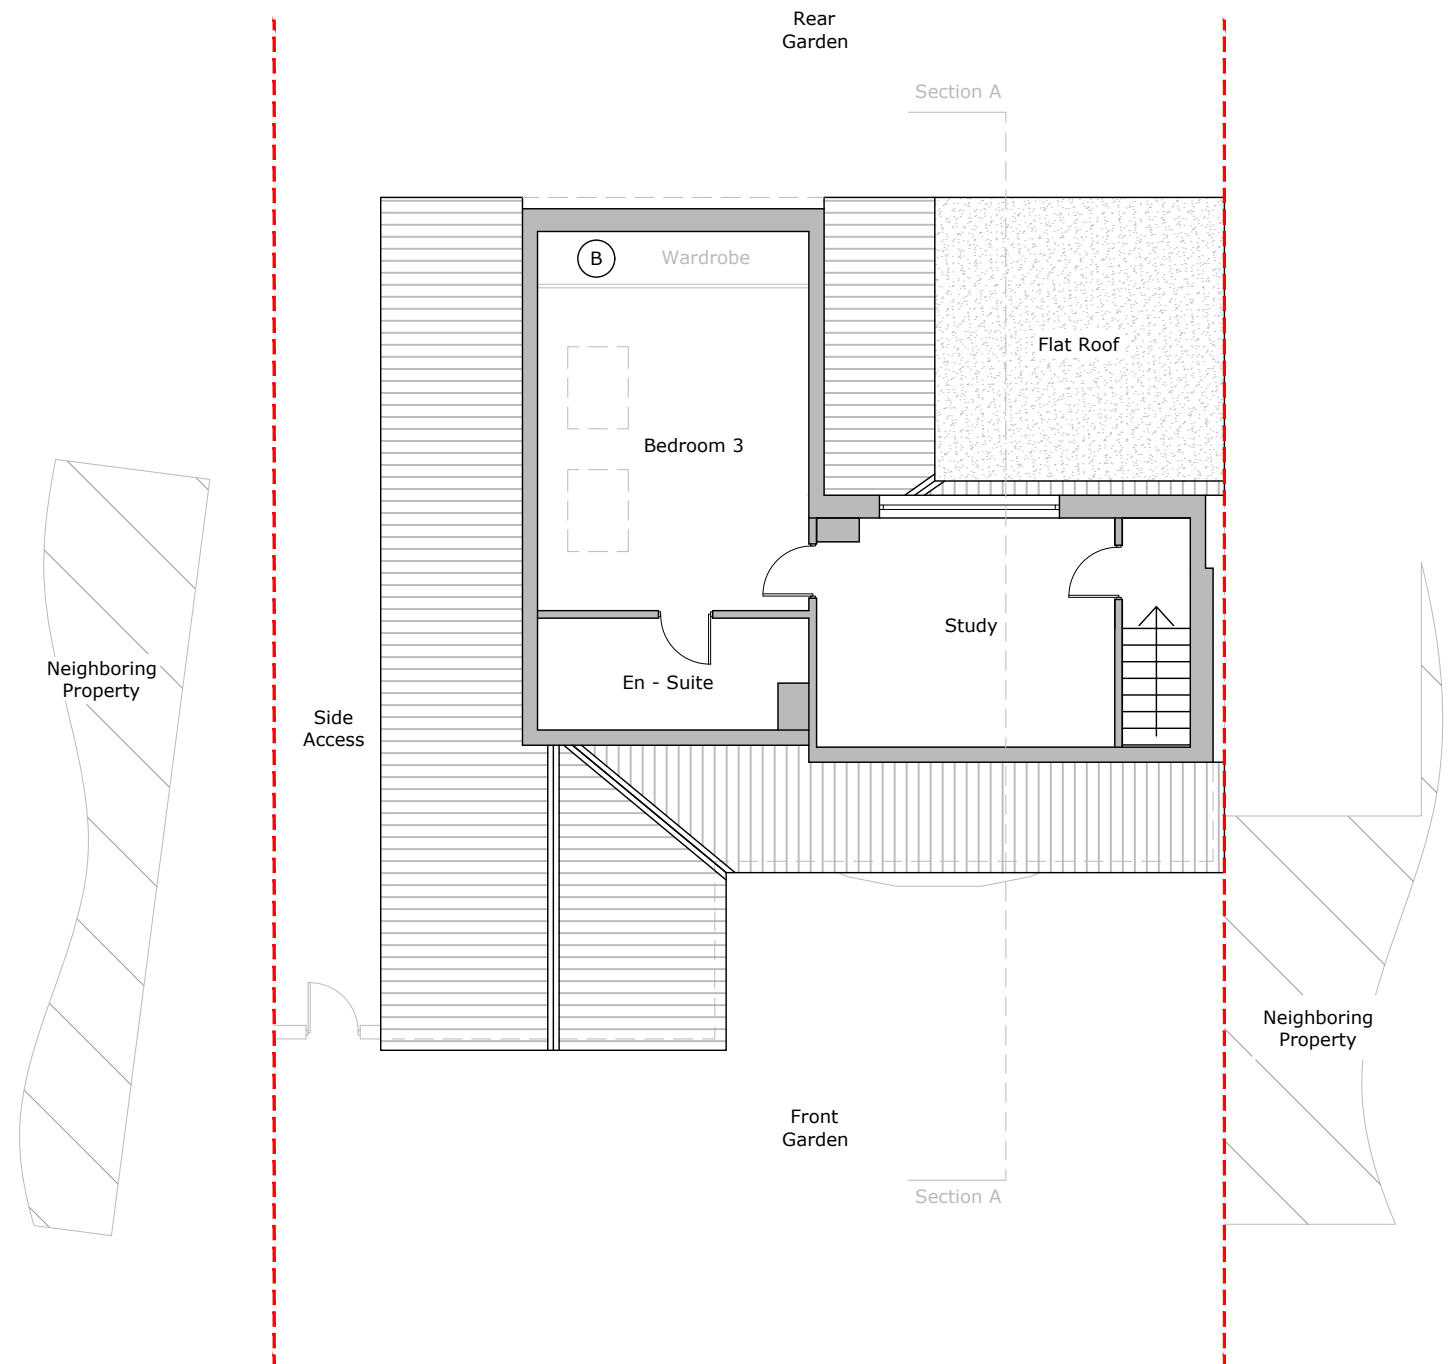 Rear
Garden
Section A
B
Wardrobe
Flat Roof
Bedroom 3
Study
Neighboring
Property
En - Suite
Side
Access
Neighboring
Property
Front
Garden
Section A